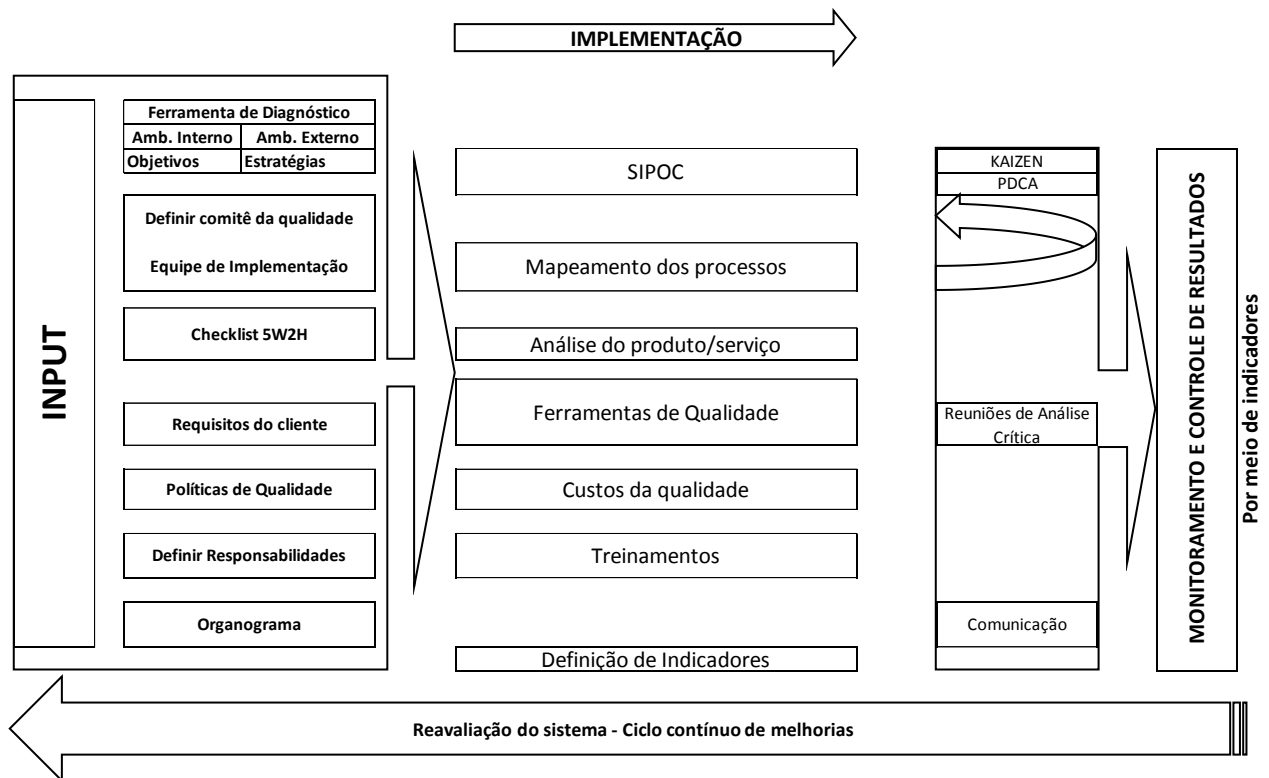 IMPLEMENTAÇÃO
INPUT
Ferramenta de Diagnóstico
Amb. Interno
Amb. Externo
Objetivos
Estratégias
Definir comitê da qualidade
Equipe de Implementação
Checklist 5W2H
Requisitos do cliente
Políticas de Qualidade
Definir Responsabilidades
Organograma
SIPOC
Mapeamento dos processos
Análise do produto/serviço
Ferramentas de Qualidade
Custos da qualidade
Treinamentos
Definição de Indicadores
KAIZEN
PDCA
Reuniões de Análise
Crítica
Comunicação
MONITORAMENTO E CONTROLE DE RESULTADOS
Por meio de indicadores
Reavaliação do sistema - Ciclo contínuo de melhorias